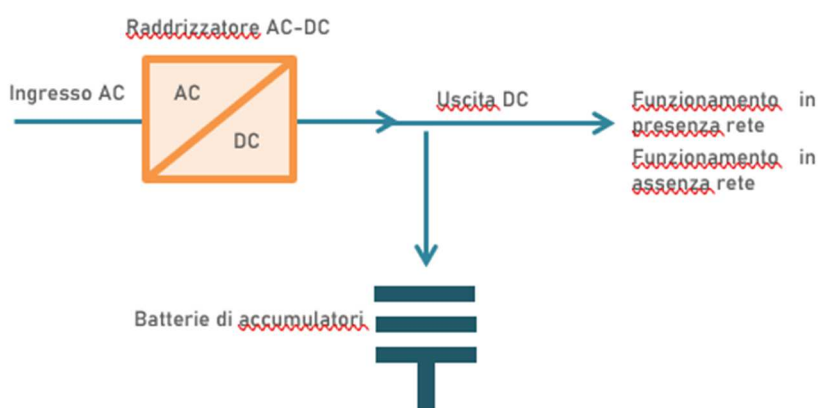 Raddrizzatore AC-DC
Ingresso AC
AC
DC
Uscita DC
Funzionamento in
presenza rete
Funzionamento in
assenza rete
Batterie di accumulatori